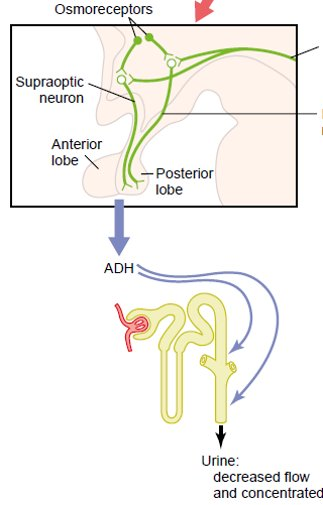 Osmoreceptors
Supraoptic
neuron
Anterior
lobe
Posterior
lobe
ADH
Urine:
decreased flow
and concentrated